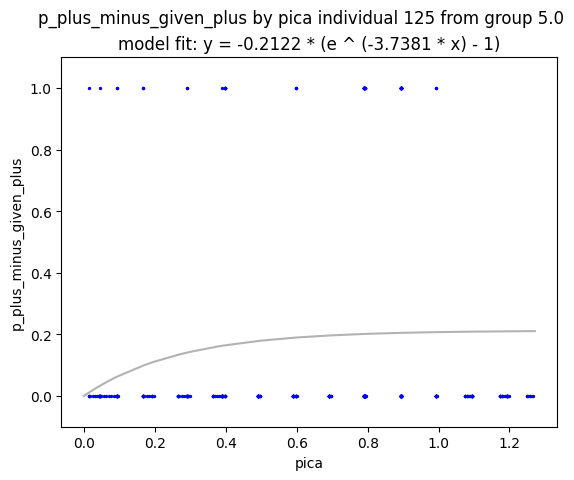 p_plus_minus_given_plus by pica individual 125 from group 5.0
model fit: y = -0.2122 * (e ^ (-3.7381 * x) - 1)
p_plus_minus_given_plus
1.0
0.8
0.6
0.4
0.2
0.0
0.0 0.2 0.4 0.6 0.8 1.0 1.2
pica